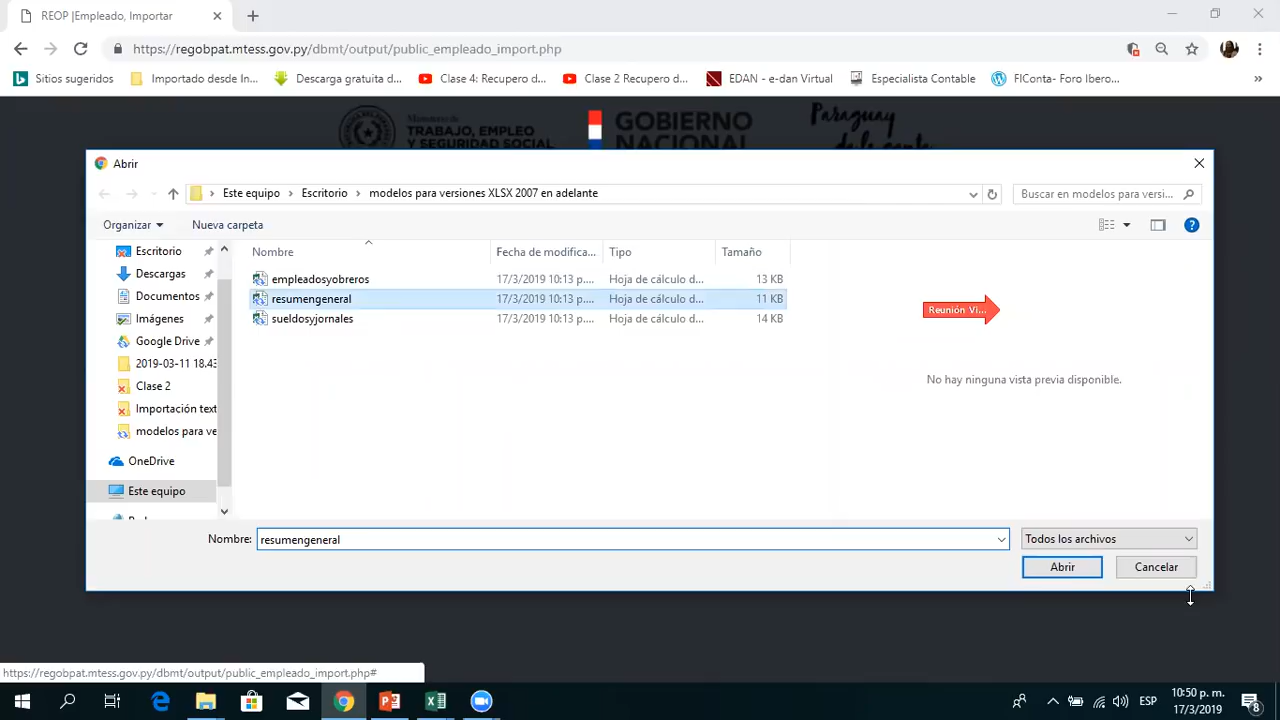 REOP |Empleado, Importar
https://regobpat.mtess.gov.py/dbmt/output/public_empleado_import.php
Sitios sugeridos
Importado desde In...
Descarga gratuita d...
Clase 4: Recupero d...
Clase 2 Recupero d...
EDAN - e-dan Virtual
Especialista Contable
FIConta- Foro Ibero...
»
TRABAJO, EMPLEO
Y SEGURIDAD SOCIAL
GOBIERNO
NACIONAL
Paraguay
de la gente
Abrir
Este equipo > Escritorio > modelos para versiones XLSX 2007 en adelante
Buscar en modelos para versi...
Organizar
Nueva carpeta
Escritorio
Descargas
Documentos
Imágenes
Google Drive
2019-03-11 18.43
Clase 2
Importación text
modelos para ve
OneDrive
Este equipo
Nombre Fecha de modifica... Tipo Tamaño
empleadosyobreros 17/3/2019 10:13 p.... Hoja de cálculo d... 13 KB
resumengeneral 17/3/2019 10:13 p.... Hoja de cálculo d... 11 KB
sueldosyjornales 17/3/2019 10:13 p.... Hoja de cálculo d... 14 KB
Reunión VI...
No hay ninguna vista previa disponible.
Nombre: resumengeneral
Todos los archivos
Abrir
Cancelar
https://regobpat.mtess.gov.py/dbmt/output/public_empleado_import.php#
ESP
10:50 p. m.
17/3/2019
8